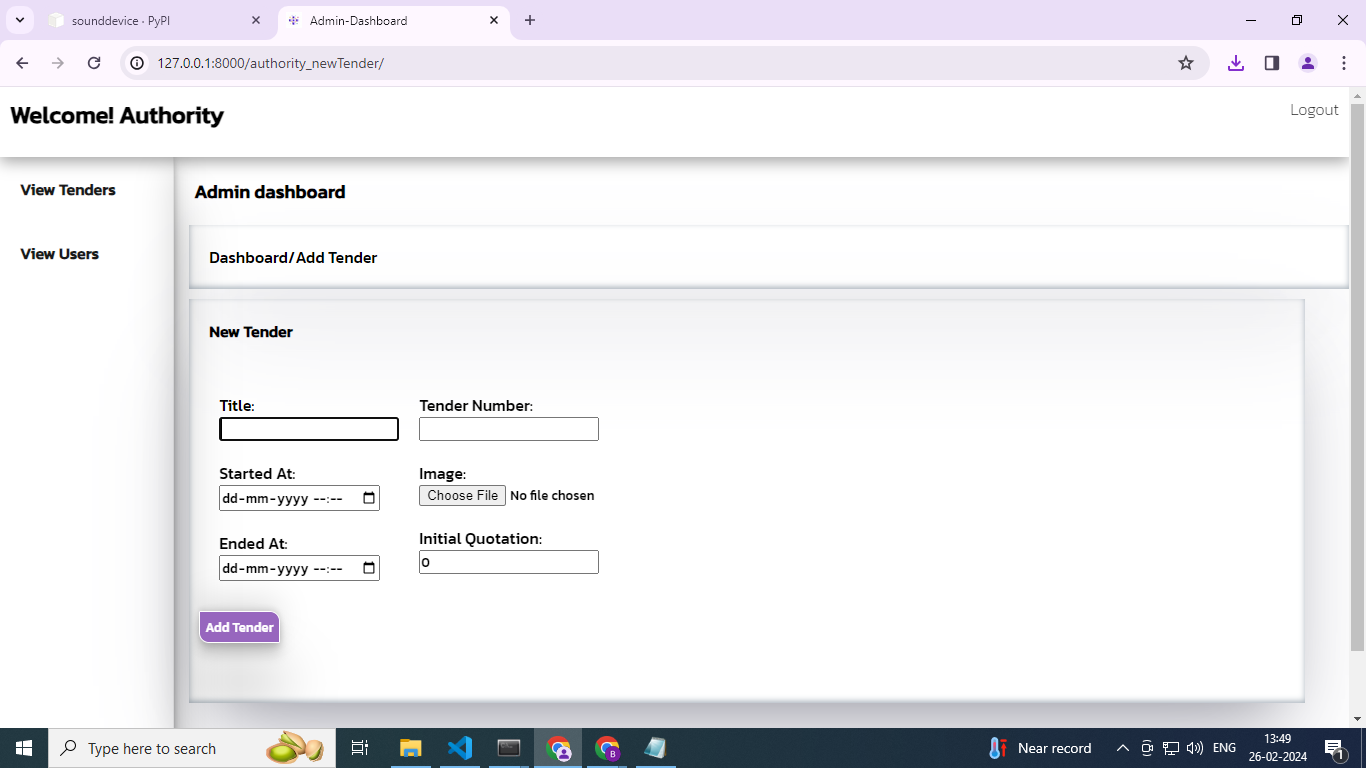 sounddevice · PyPI
Admin-Dashboard
127.0.0.1:8000/authority_newTender/
Welcome! Authority
Logout
View Tenders
View Users
Admin dashboard
Dashboard/Add Tender
New Tender
Title:
Tender Number:
Started At:
Image:
dd-mm-yyyy --:--
Choose File No file chosen
Ended At:
Initial Quotation:
dd-mm-yyyy --:--
0
Add Tender
Type here to search
B
Near record
ENG
13:49
26-02-2024
1